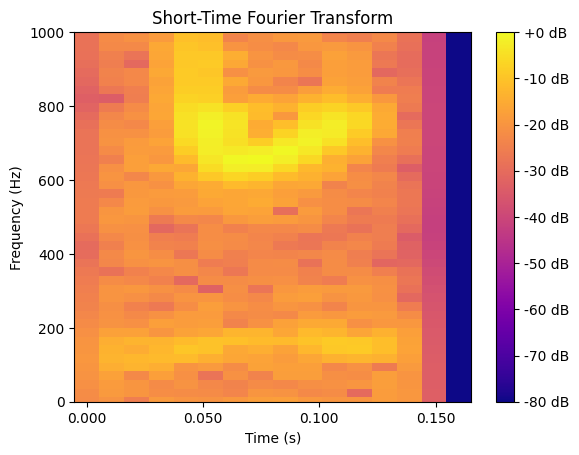 Short-Time Fourier Transform
1000
800
600
400
200
0
Frequency (Hz)
0.000
0.050
0.100
0.150
Time (s)
+0 dB
-10 dB
-20 dB
-30 dB
-40 dB
-50 dB
-60 dB
-70 dB
-80 dB